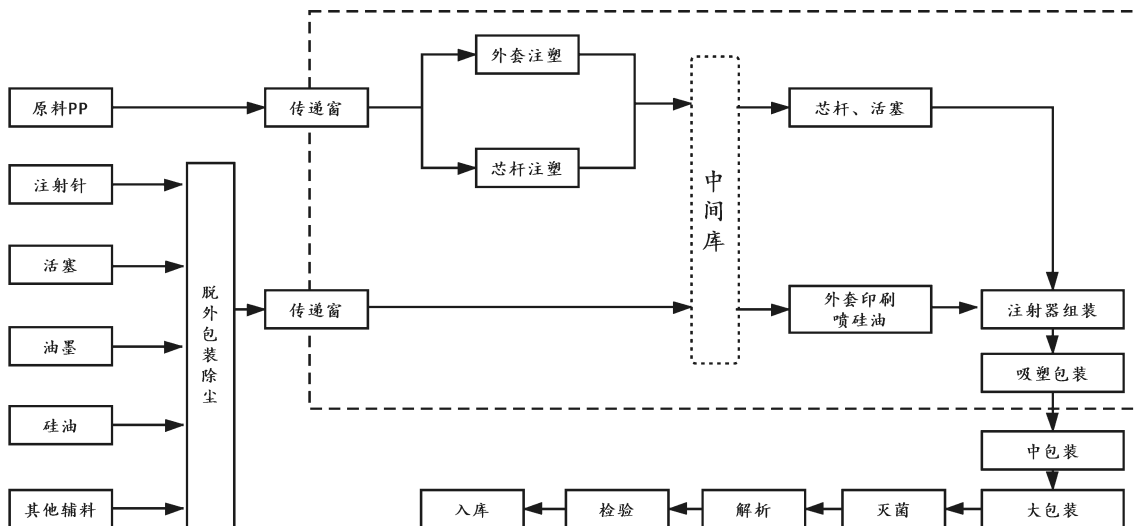 外套注塑
原料PP
传递窗
芯杆、活塞
芯杆注塑
注射针
中间库
活塞
脱外包装除尘
传递窗
外套印刷
喷硅油
注射器组装
油墨
吸塑包装
硅油
中包装
其他辅料
入库
检验
解析
灭菌
大包装